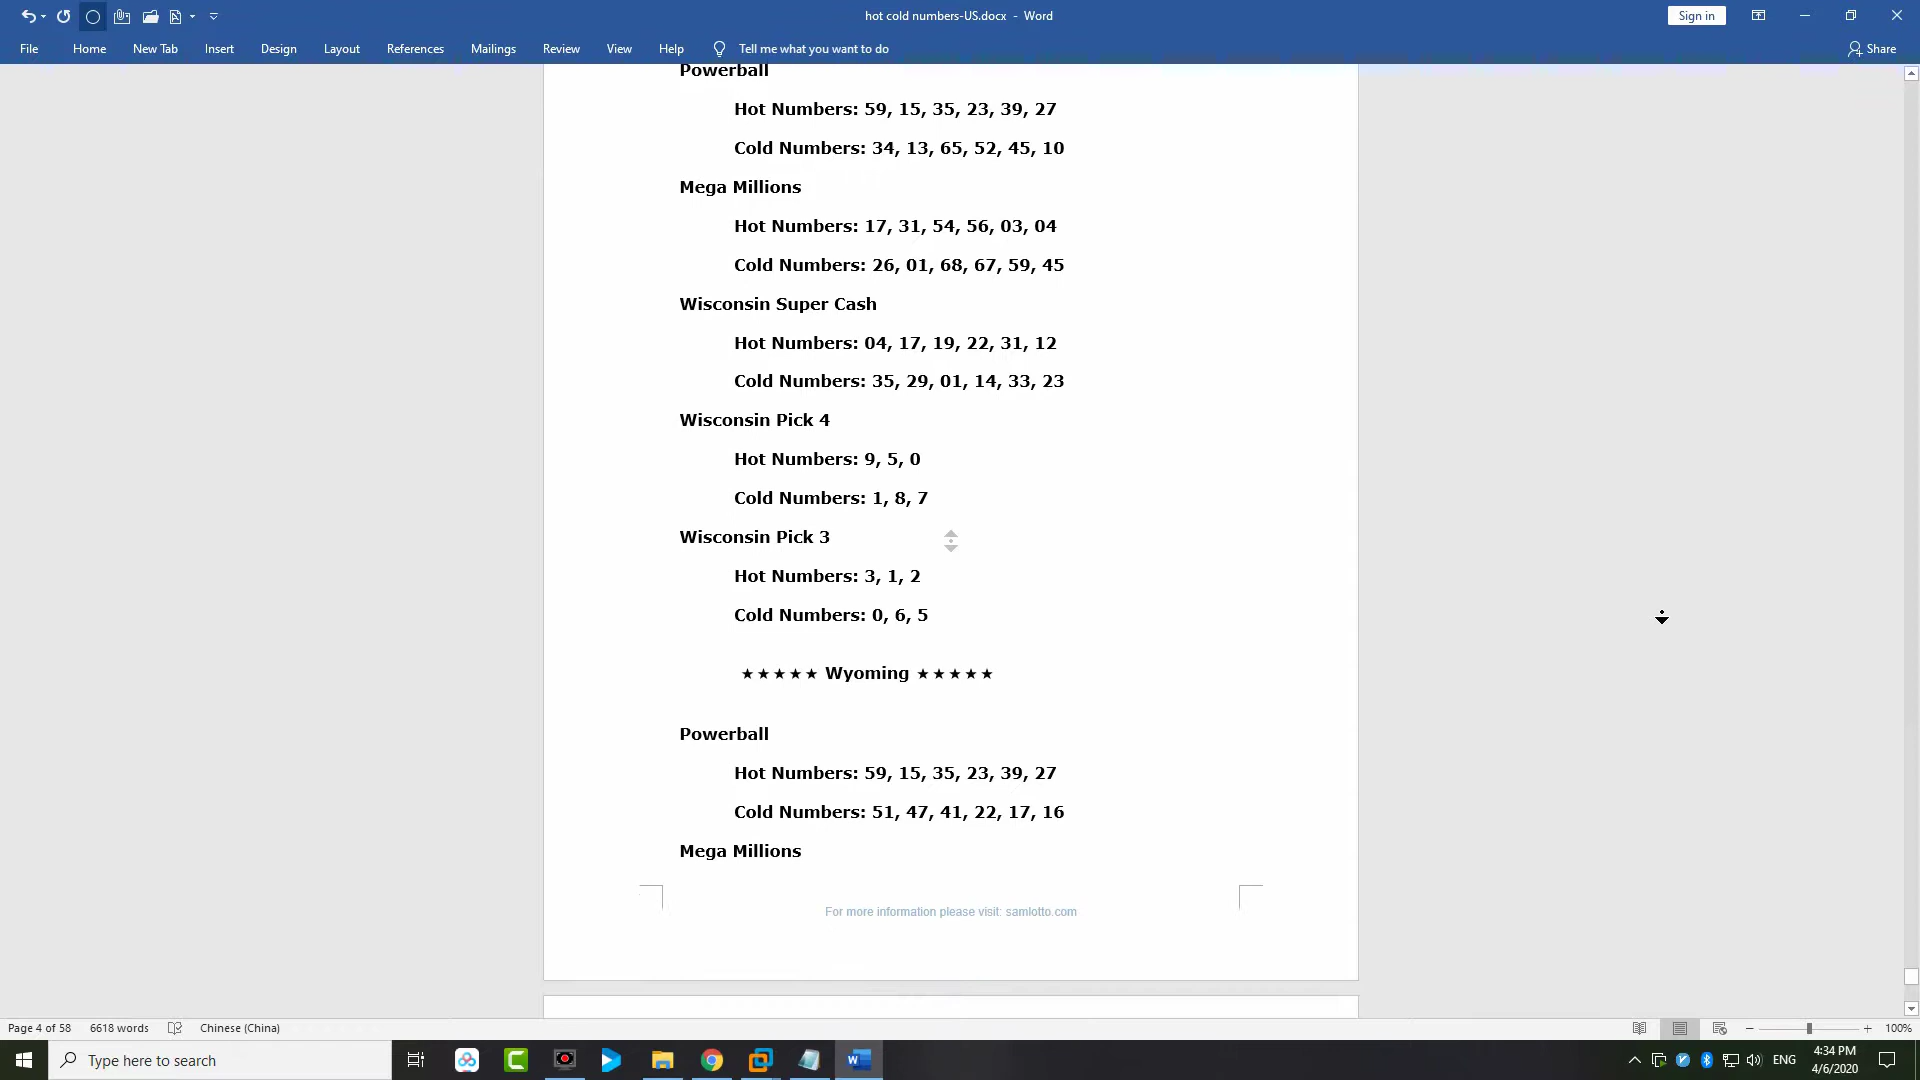 hot cold numbers-US.docx - Word
Sign in
File Home New Tab Insert Design Layout References Mailings Review View Help Tell me what you want to do Share
Powerball
Hot Numbers: 59, 15, 35, 23, 39, 27
Cold Numbers: 34, 13, 65, 52, 45, 10
Mega Millions
Hot Numbers: 17, 31, 54, 56, 03, 04
Cold Numbers: 26, 01, 68, 67, 59, 45
Wisconsin Super Cash
Hot Numbers: 04, 17, 19, 22, 31, 12
Cold Numbers: 35, 29, 01, 14, 33, 23
Wisconsin Pick 4
Hot Numbers: 9, 5, 0
Cold Numbers: 1, 8, 7
Wisconsin Pick 3
Hot Numbers: 3, 1, 2
Cold Numbers: 0, 6, 5
★★★★★ Wyoming ★★★★★
Powerball
Hot Numbers: 59, 15, 35, 23, 39, 27
Cold Numbers: 51, 47, 41, 22, 17, 16
Mega Millions
For more information please visit: samlotto.com
Page 4 of 58 6618 words Chinese (China) 100%
Type here to search
ENG
4:34 PM
4/6/2020